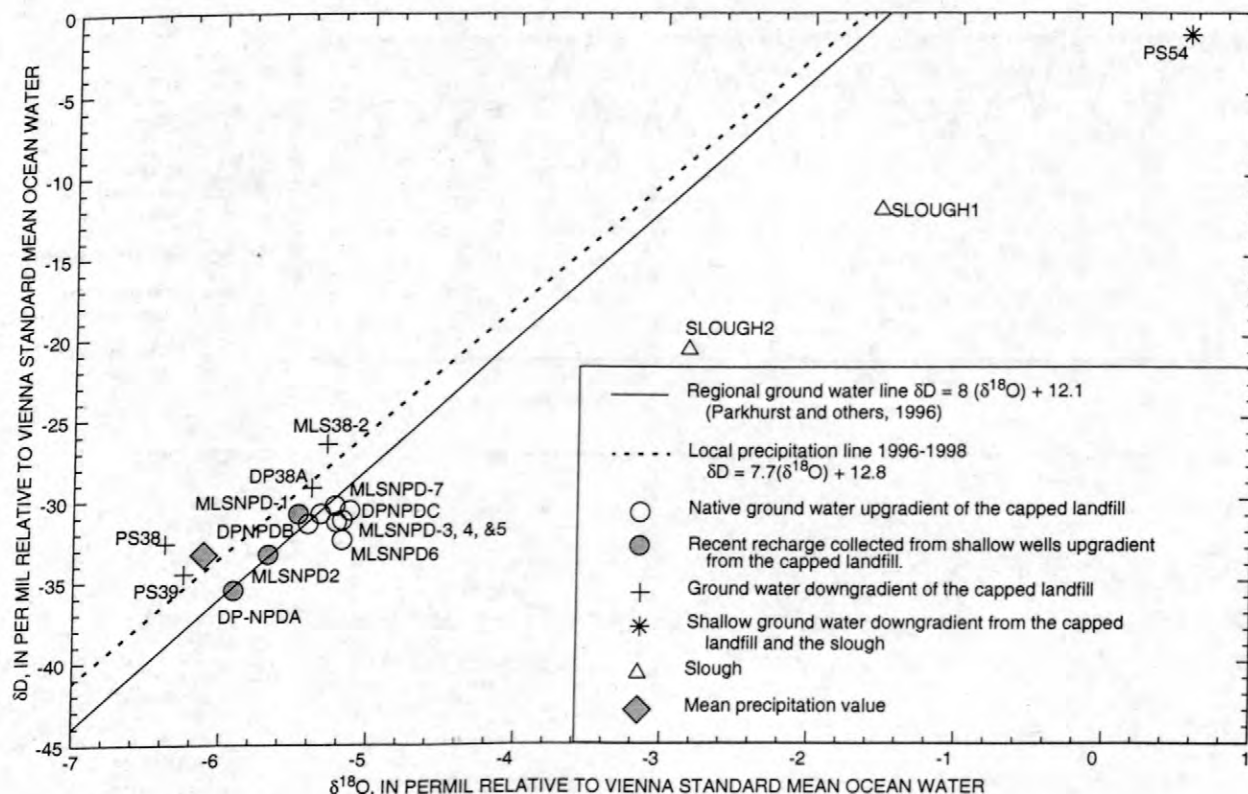 0
-5
-10
-15
-20
-25
-30
-35
-40
-45
-7
-6
-5
-4
-3
-2
-1
0
1
δD, IN PERMIL RELATIVE TO VIENNA STANDARD MEAN OCEAN WATER
δ18O, IN PERMIL RELATIVE TO VIENNA STANDARD MEAN OCEAN WATER
PS54
SLOUGH1
SLOUGH2
MLS38-2
DP38A
MLSNPD-7
MLSNPD-1
DPNPDC
DPNPDB
MLSNPD-3, 4, &5
PS38
MLSNPD6
MLSNPD2
PS39
DP-NPDA
Regional ground water line δD = 8 (δ18O) + 12.1
(Parkhurst and others, 1996)
Local precipitation line 1996-1998
δD = 7.7(δ18O) + 12.8
Native ground water upgradient of the capped landfill
Recent recharge collected from shallow wells upgradient
from the capped landfill.
Ground water downgradient of the capped landfill
Shallow ground water downgradient from the capped
landfill and the slough
Slough
Mean precipitation value